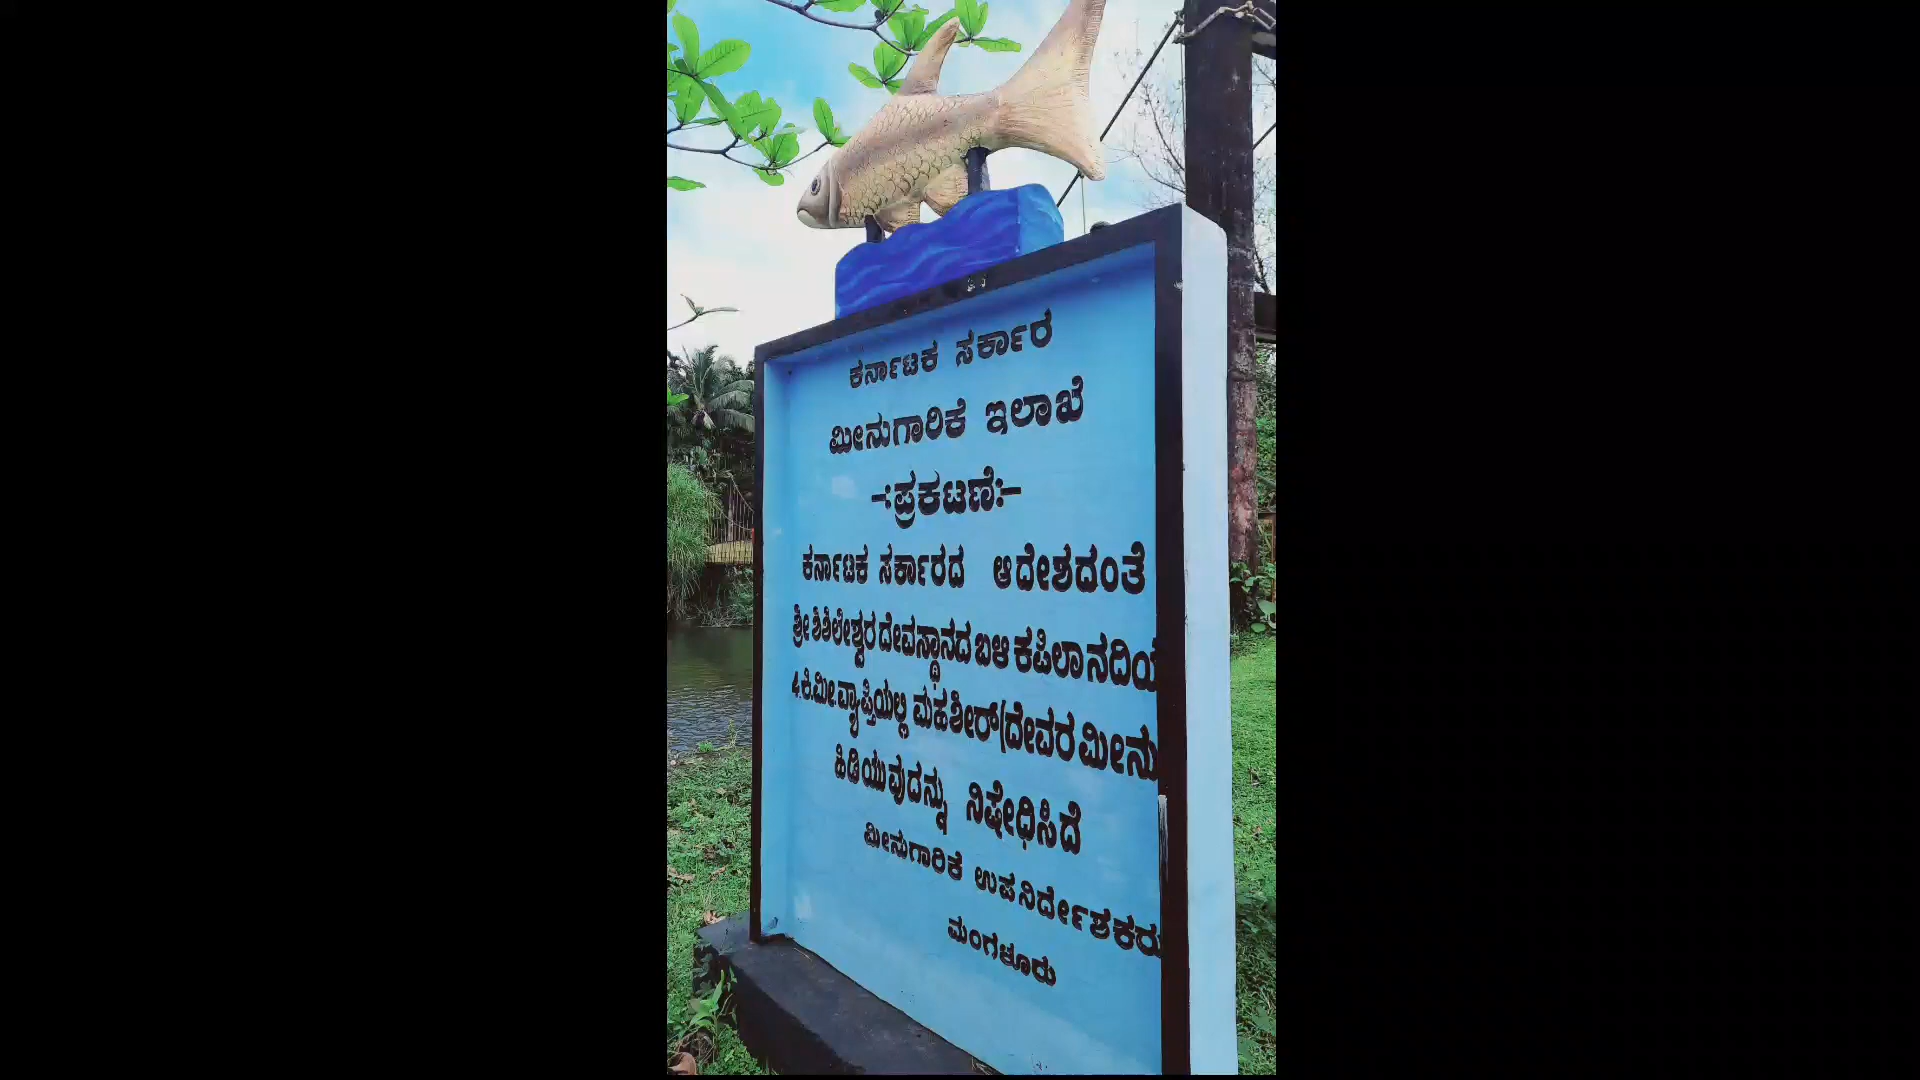 ಕರ್ನಾಟಕ ಸರ್ಕಾರ
ಮೀನುಗಾರಿಕೆ ಇಲಾಖೆ
-:ಪ್ರಕಟಣೆ:-
ಕರ್ನಾಟಕ ಸರ್ಕಾರದ ಆದೇಶದಂತೆ
ಶ್ರೀ ಶಿಶಿಲೇಶ್ವರ ದೇವಸ್ಥಾನದ ಬಳಿ ಕಪಿಲಾ ನದಿಯ
4.ಕಿ.ಮೀ.ವ್ಯಾಪ್ತಿಯಲ್ಲಿ ಮಹಶೀರ್(ದೇವರ ಮೀನು
ಹಿಡಿಯುವುದನ್ನು ನಿಷೇಧಿಸಿದೆ
ಮೀನುಗಾರಿಕೆ ಉಪನಿರ್ದೇಶಕರು
ಮಂಗಳೂರು